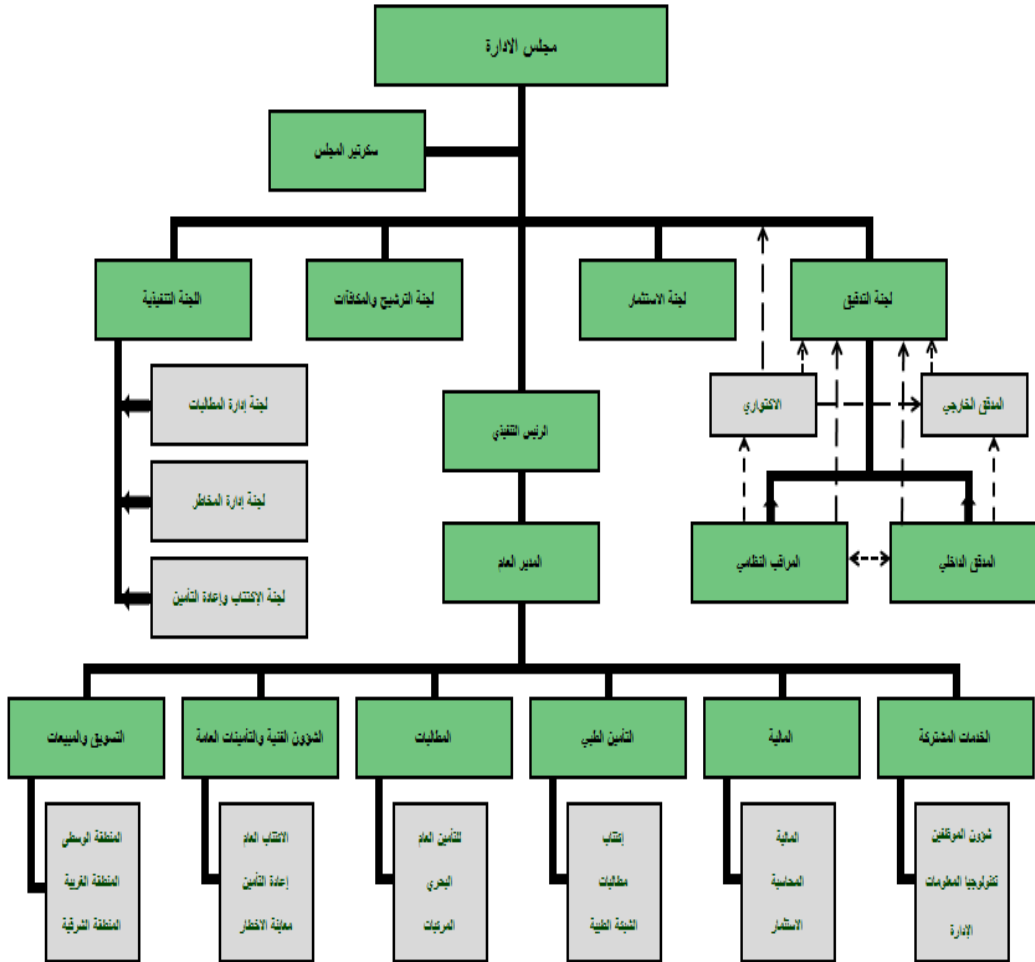 مجلس الادارة
سكرتير المجلس
لجنة التدقيق
لجنة الاستثمار
لجنة الترشيح والمكافآت
اللجنة التنفيذية
المدقق الخارجي
الاكتواري
لجنة إدارة المطالبات
الرئيس التنفيذي
لجنة إدارة المخاطر
المدقق الداخلي
المراقب النظامي
المدير العام
لجنة الإكتتاب وإعادة التأمين
الخدمات المشتركة
المالية
التأمين الطبي
المطالبات
الشؤون الفنية والتأمينات العامة
التسويق والمبيعات
شؤون الموظفين
تكنولوجيا المعلومات
الإدارة
المالية
المحاسبة
الاستثمار
إكتتاب
مطالبات
الشبكة الطبية
للتأمين العام
البحري
المركبات
الاكتتاب العام
إعادة التأمين
معاينة الاخطار
المنطقة الوسطى
المنطقة الغربية
المنطقة الشرقية